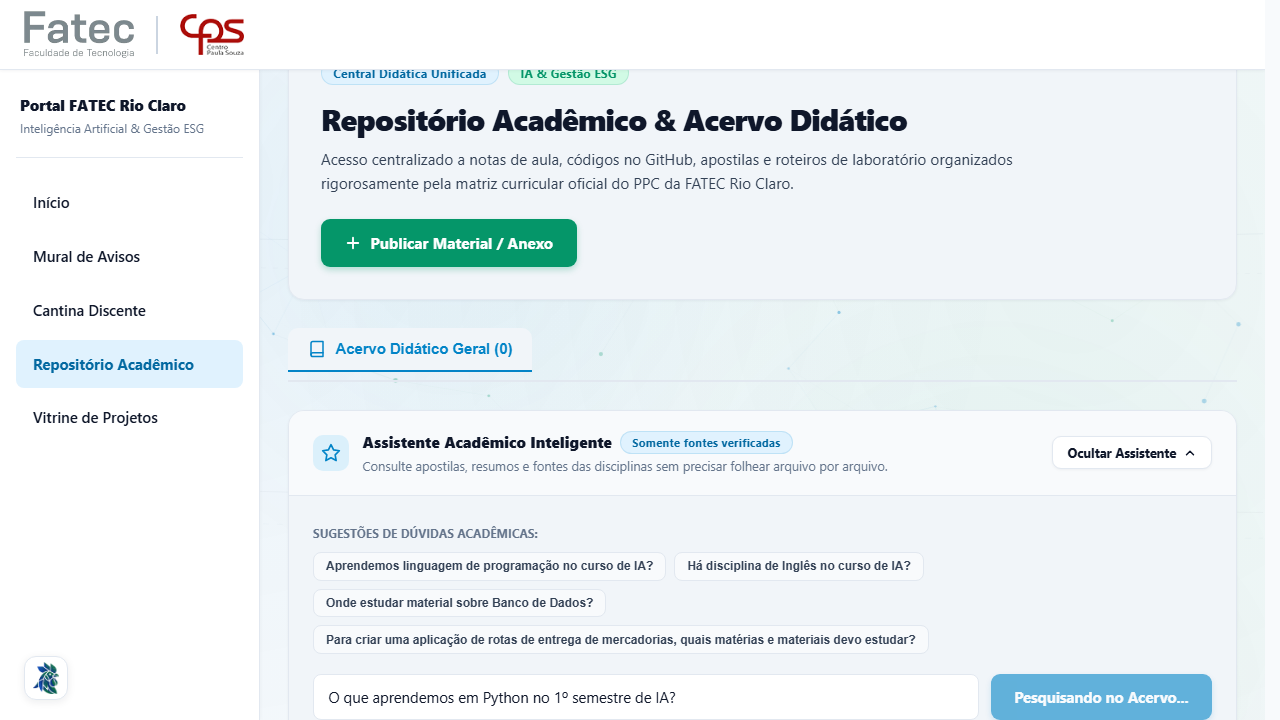 Fatec
Faculdade de Tecnologia
cps
Centro
Paula Souza
Portal FATEC Rio Claro
Inteligência Artificial & Gestão ESG
Início
Mural de Avisos
Cantina Discente
Repositório Acadêmico
Vitrine de Projetos
Central Didática Unificada
IA & Gestão ESG
Repositório Acadêmico & Acervo Didático
Acesso centralizado a notas de aula, códigos no GitHub, apostilas e roteiros de laboratório organizados
rigorosamente pela matriz curricular oficial do PPC da FATEC Rio Claro.
+ Publicar Material / Anexo
Acervo Didático Geral (0)
Assistente Acadêmico Inteligente
Somente fontes verificadas
Consulte apostilas, resumos e fontes das disciplinas sem precisar folhear arquivo por arquivo.
Ocultar Assistente
SUGESTÕES DE DÚVIDAS ACADÊMICAS:
Aprendemos linguagem de programação no curso de IA?
Há disciplina de Inglês no curso de IA?
Onde estudar material sobre Banco de Dados?
Para criar uma aplicação de rotas de entrega de mercadorias, quais matérias e materiais devo estudar?
O que aprendemos em Python no 1º semestre de IA?
Pesquisando no Acervo...